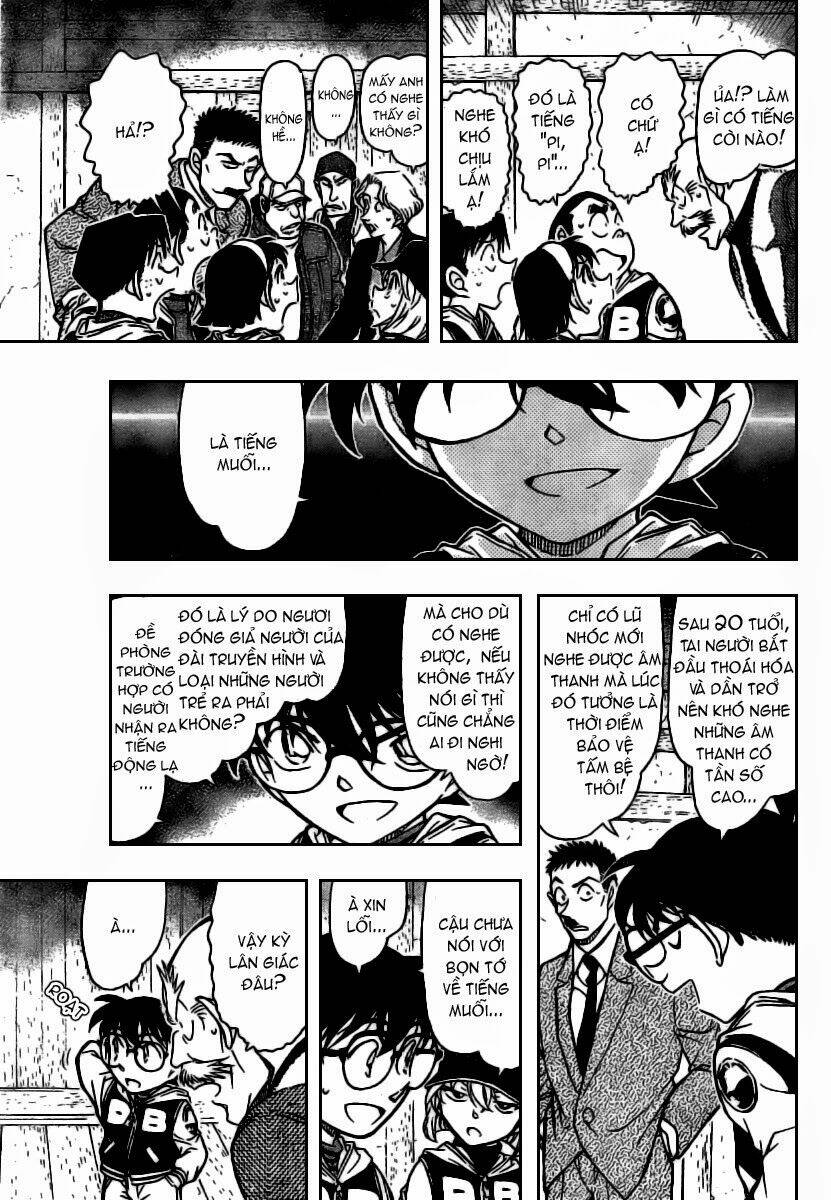 ỦA!? LÀM
GÌ CÓ TIẾNG
CÒI NÀO!
CÓ
CHỨ
Ạ!
ĐÓ LÀ
TIẾNG
"PI,
PI"...
NGHE
KHÓ
CHỊU
LẮM
Ạ!
MẤY ANH
CÓ NGHE
THẤY GÌ
KHÔNG?
KHÔNG
...
KHÔNG
HỀ...
HẢ!?
LÀ TIẾNG
MUỖI...
SAU 20 TUỔI,
TAI NGƯỜI BẮT
ĐẦU THOÁI HÓA
VÀ DẦN TRỞ
NÊN KHÓ NGHE
NHỮNG ÂM
THANH CÓ
TẦN SỐ
CAO...
CHỈ CÓ LŨ
NHÓC MỚI
NGHE ĐƯỢC ÂM
THANH MÀ LÚC
ĐÓ TƯỞNG LÀ
THỜI ĐIỂM
BẢO VỆ
TẤM BỆ
THÔI!
MÀ CHO DÙ
CÓ NGHE
ĐƯỢC, NẾU
KHÔNG THẤY
NÓI GÌ THÌ
CŨNG CHẲNG
AI ĐI NGHI
NGỜ!
ĐÓ LÀ LÝ DO NGƯƠI
ĐÓNG GIẢ NGƯỜI CỦA
ĐÀI TRUYỀN HÌNH VÀ
LOẠI NHỮNG NGƯỜI
TRẺ RA PHẢI
KHÔNG?
ĐỀ
PHÒNG
TRƯỜNG
HỢP CÓ
NGƯỜI
NHẬN RA
TIẾNG
ĐỘNG LẠ
...
CẬU CHƯA
NÓI VỚI
BỌN TỚ
VỀ TIẾNG
MUỖI...
À XIN
LỖI...
VẬY KỲ
LÂN GIÁC
ĐÂU?
À...
ROẠT
B
B
B
B
B